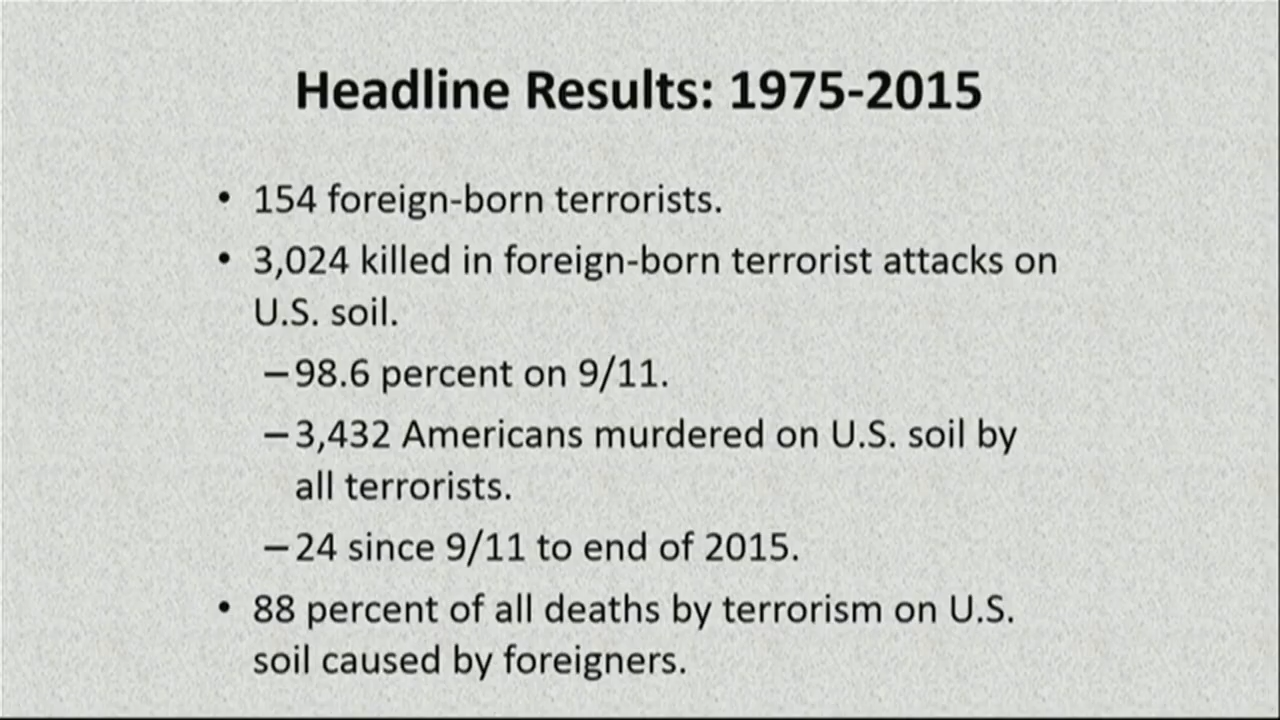 Headline Results: 1975-2015
• 154 foreign-born terrorists.
• 3,024 killed in foreign-born terrorist attacks on
U.S. soil.
–98.6 percent on 9/11.
–3,432 Americans murdered on U.S. soil by
all terrorists.
–24 since 9/11 to end of 2015.
• 88 percent of all deaths by terrorism on U.S.
soil caused by foreigners.